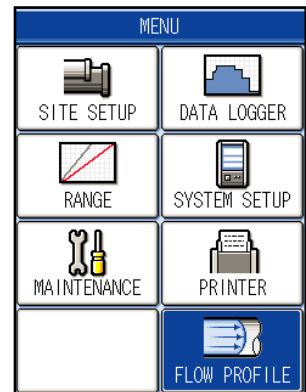 MENU
SITE SETUP
DATA LOGGER
RANGE
SYSTEM SETUP
MAINTENANCE
PRINTER
FLOW PROFILE